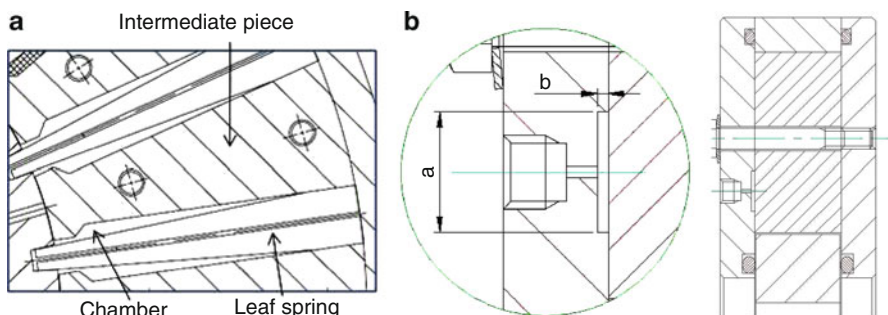 a
Intermediate piece
Chamber
Leaf spring
b
b
a